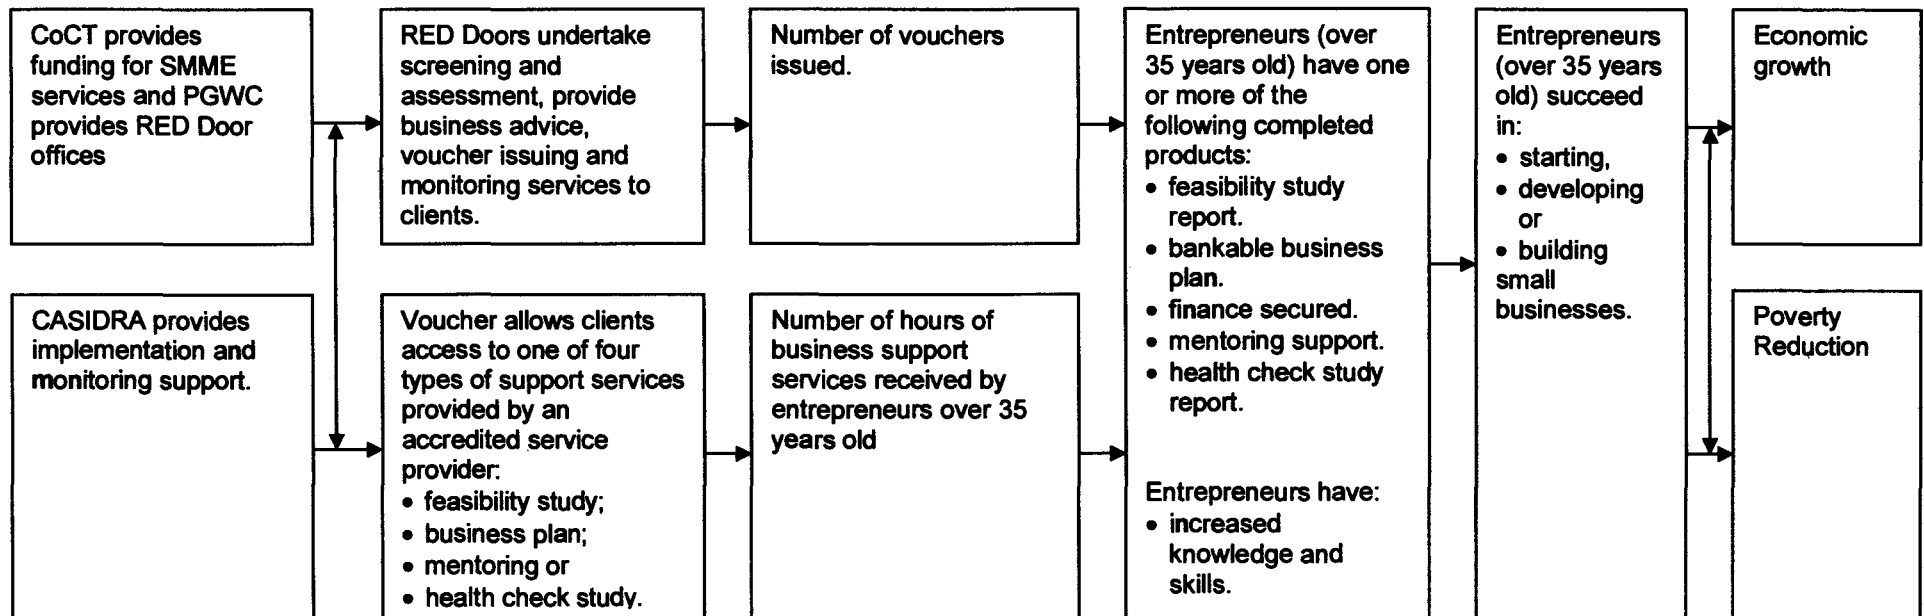 CoCT provides
funding for SMME
services and PGWC
provides RED Door
offices
CASIDRA provides
implementation and
monitoring support.
RED Doors undertake
screening and
assessment, provide
business advice,
voucher issuing and
monitoring services to
clients.
Voucher allows clients
access to one of four
types of support services
provided by an
accredited service
provider:
• feasibility study;
• business plan;
• mentoring or
• health check study.
Number of vouchers
issued.
Number of hours of
business support
services received by
entrepreneurs over 35
years old
Entrepreneurs (over
35 years old) have one
or more of the
following completed
products:
• feasibility study
report.
• bankable business
plan.
• finance secured.
• mentoring support.
• health check study
report.
Entrepreneurs have:
• increased
knowledge and
skills.
Entrepreneurs
(over 35 years
old) succeed
in:
• starting,
• developing
or
• building
small
businesses.
Economic
growth
Poverty
Reduction